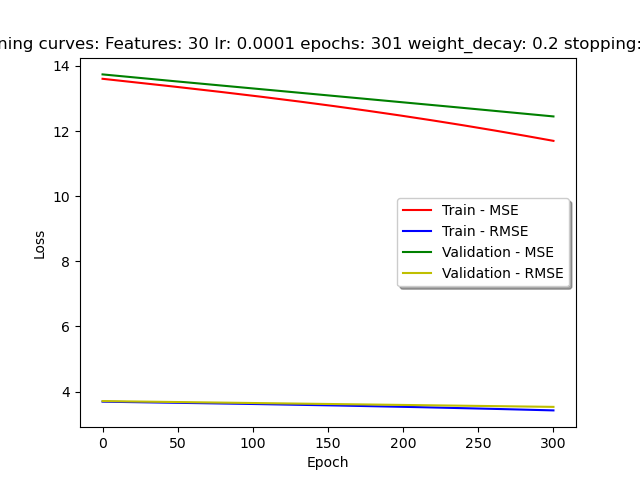 ning curves: Features: 30 lr: 0.0001 epochs: 301 weight_decay: 0.2 stopping:
14
12
10
8
6
4
Loss
Train - MSE
Train - RMSE
Validation - MSE
Validation - RMSE
0 50 100 150 200 250 300
Epoch